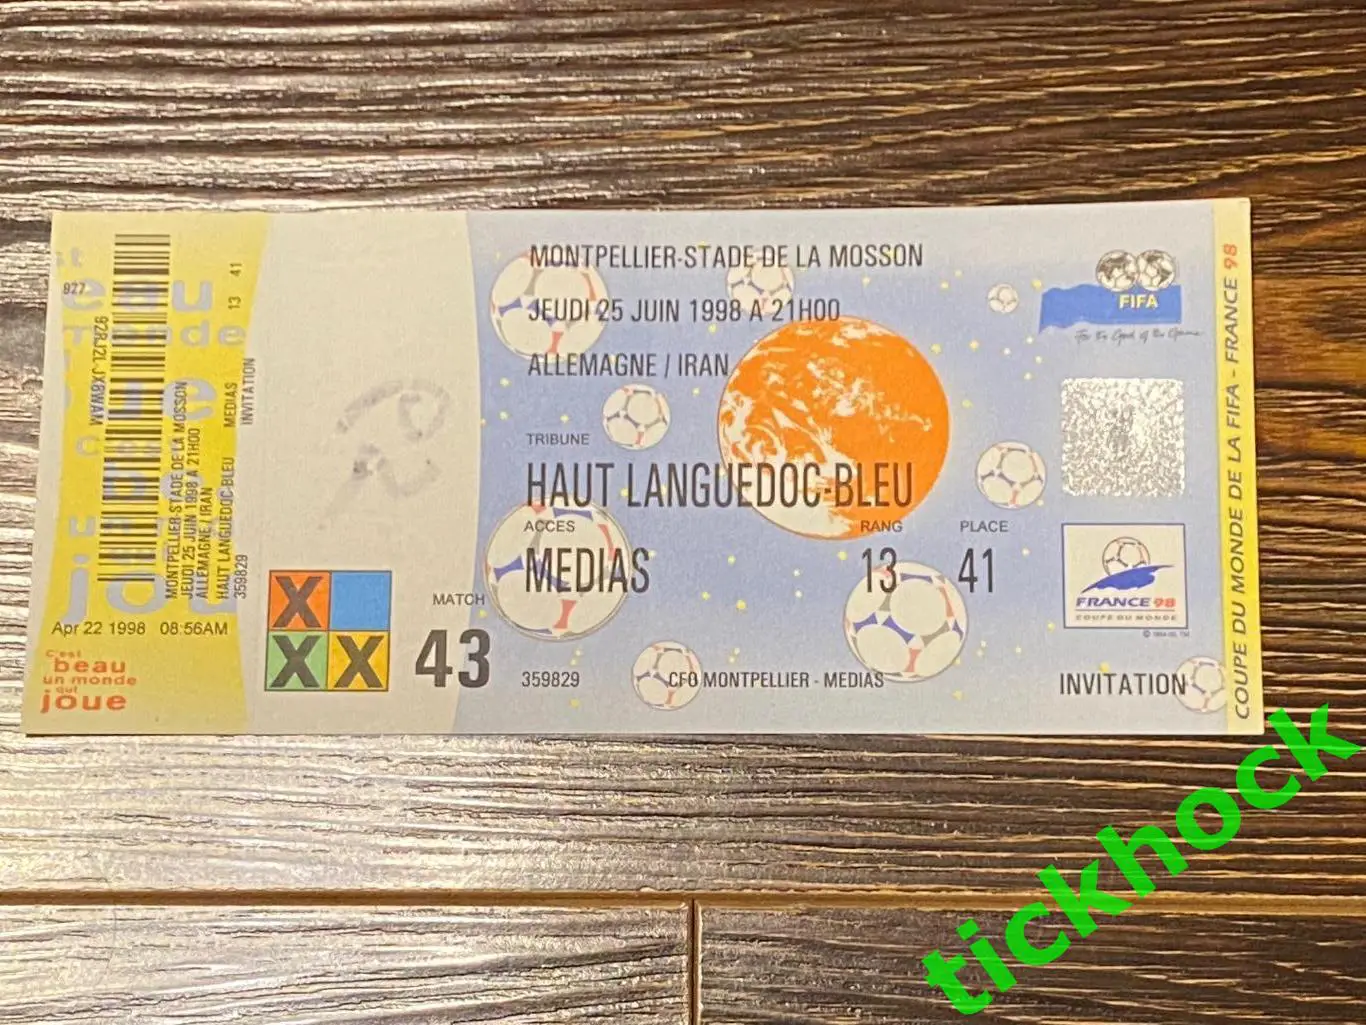 927
13 41
92RJ2LJX8WAM
MONTPELLIER-STADE DE LA MOSSON
JEUDI 25 JUIN 1998 A 21H00
ALLEMAGNE / IRAN
HAUT LANGUEDOC-BLEU MEDIAS
359829
INVITATION
Apr 22 1998 08:56AM
C'est
beau
un monde
qui
joue
X
X X
MATCH
43
MONTPELLIER-STADE DE LA MOSSON
JEUDI 25 JUIN 1998 A 21H00
ALLEMAGNE / IRAN
TRIBUNE
HAUT LANGUEDOC-BLEU
ACCES RANG PLACE
MEDIAS 13 41
359829 CFO MONTPELLIER - MEDIAS
FIFA
For the Good of the Game
FRANCE 98
COUPE DU MONDE
INVITATION
COUPE DU MONDE DE LA FIFA - FRANCE 98
tickhock